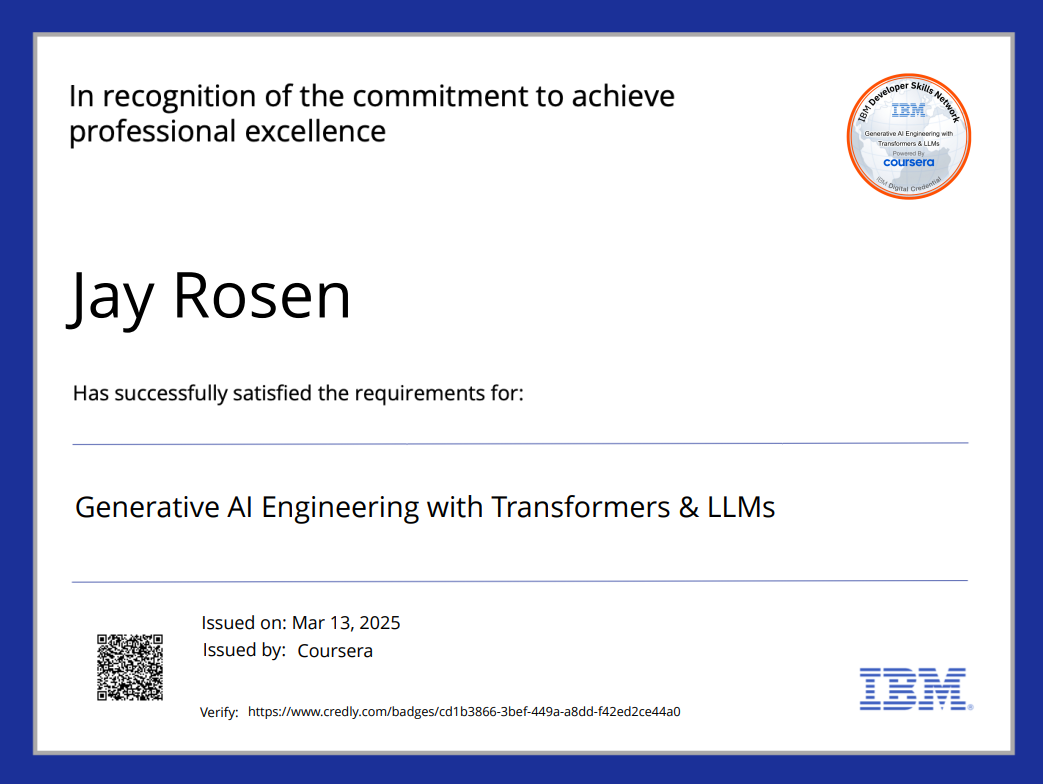 In recognition of the commitment to achieve
professional excellence
IBM Developer Skills Network
IBM
Generative AI Engineering with
Transformers & LLMs
Powered By
coursera
IBM Digital Credential
Jay Rosen
Has successfully satisfied the requirements for:
Generative AI Engineering with Transformers & LLMs
Issued on: Mar 13, 2025
Issued by: Coursera
Verify: https://www.credly.com/badges/cd1b3866-3bef-449a-a8dd-f42ed2ce44a0
IBM®